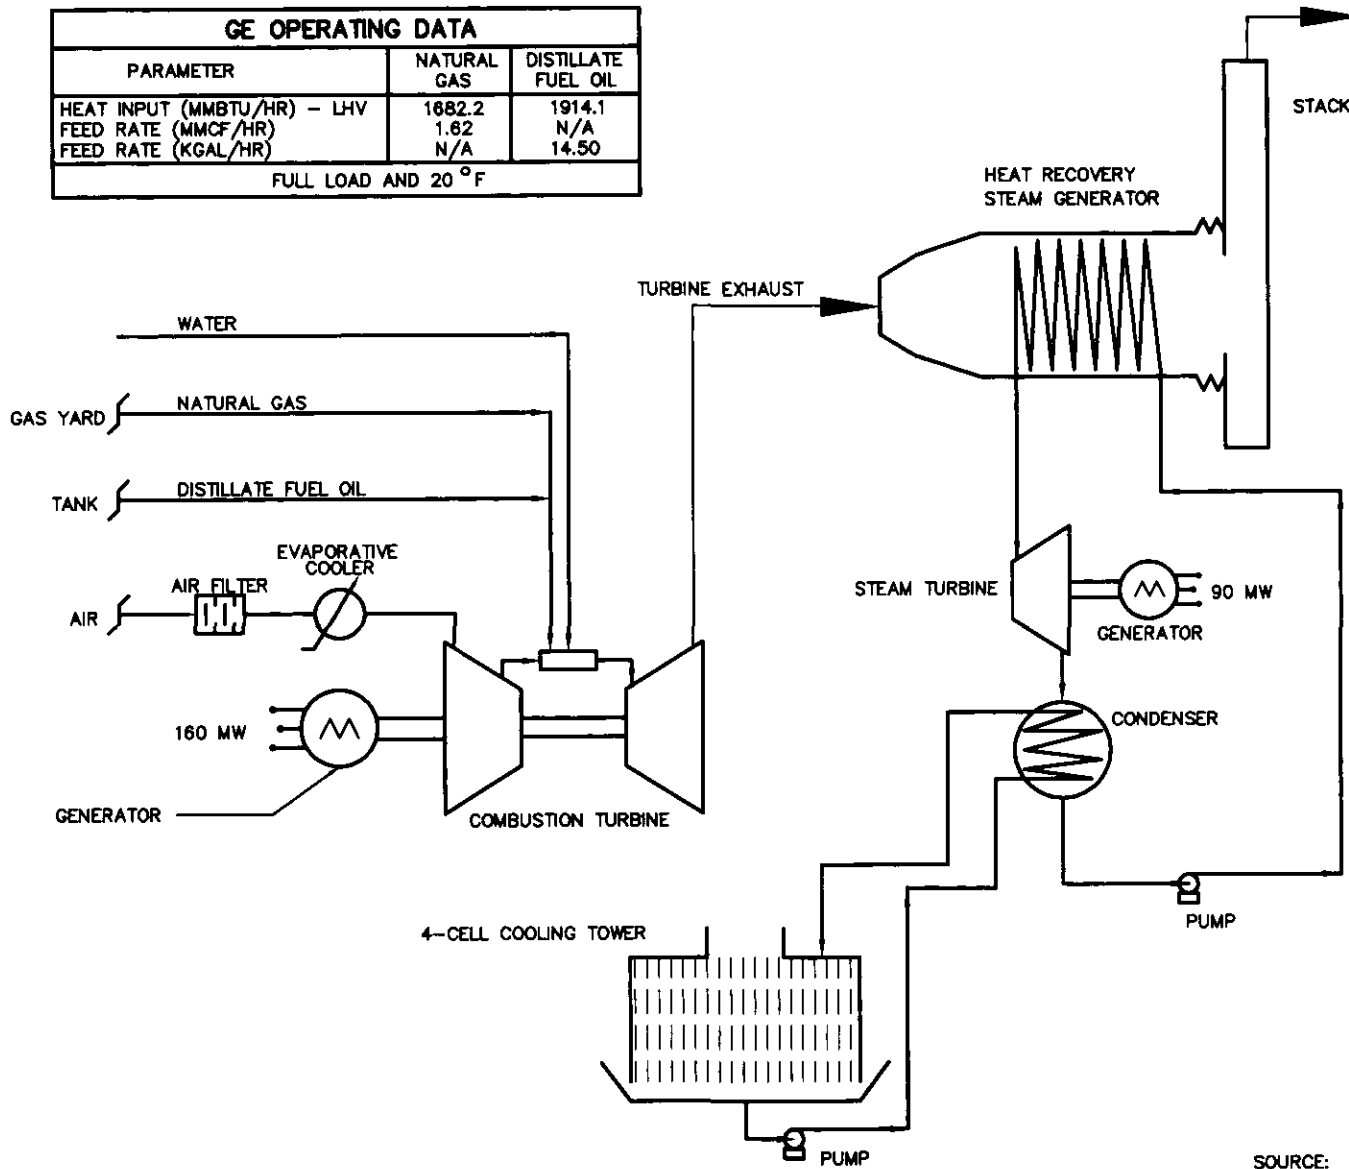 GE OPERATING DATA
PARAMETER NATURAL GAS DISTILLATE FUEL OIL
HEAT INPUT (MMBTU/HR) – LHV 1682.2 1914.1
FEED RATE (MMCF/HR) 1.62 N/A
FEED RATE (KGAL/HR) N/A 14.50
FULL LOAD AND 20 °F
STACK
HEAT RECOVERY
STEAM GENERATOR
TURBINE EXHAUST
WATER
GAS YARD NATURAL GAS
TANK DISTILLATE FUEL OIL
EVAPORATIVE
COOLER
AIR FILTER
AIR
STEAM TURBINE 90 MW
GENERATOR
160 MW
CONDENSER
GENERATOR
COMBUSTION TURBINE
PUMP
4-CELL COOLING TOWER
PUMP
SOURCE: